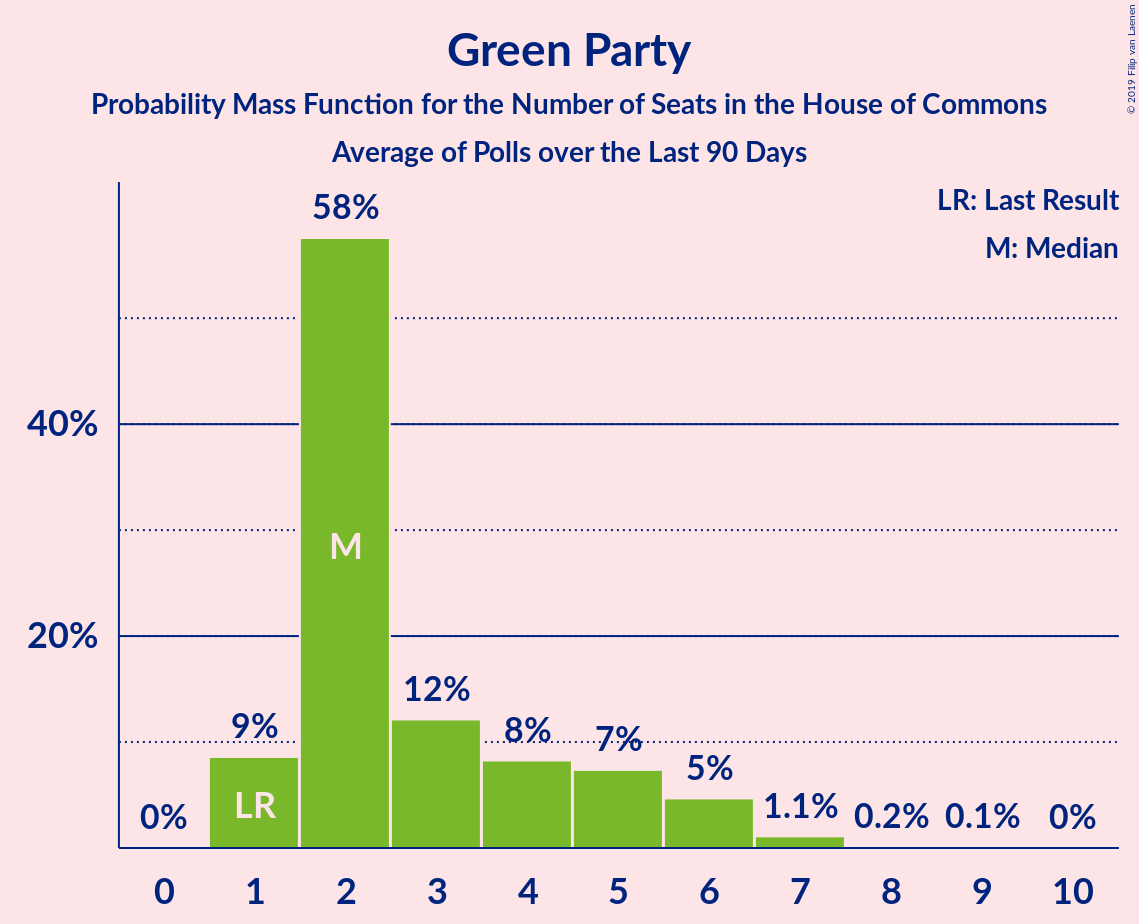 Green Party
Probability Mass Function for the Number of Seats in the House of Commons
Average of Polls over the Last 90 Days
© 2019 Filip van Laenen
LR: Last Result
M: Median
58%
40%
M
20%
12%
9%
8%
7%
5%
LR
1.1%
0%
0.2%
0.1%
0%
0 1 2 3 4 5 6 7 8 9 10